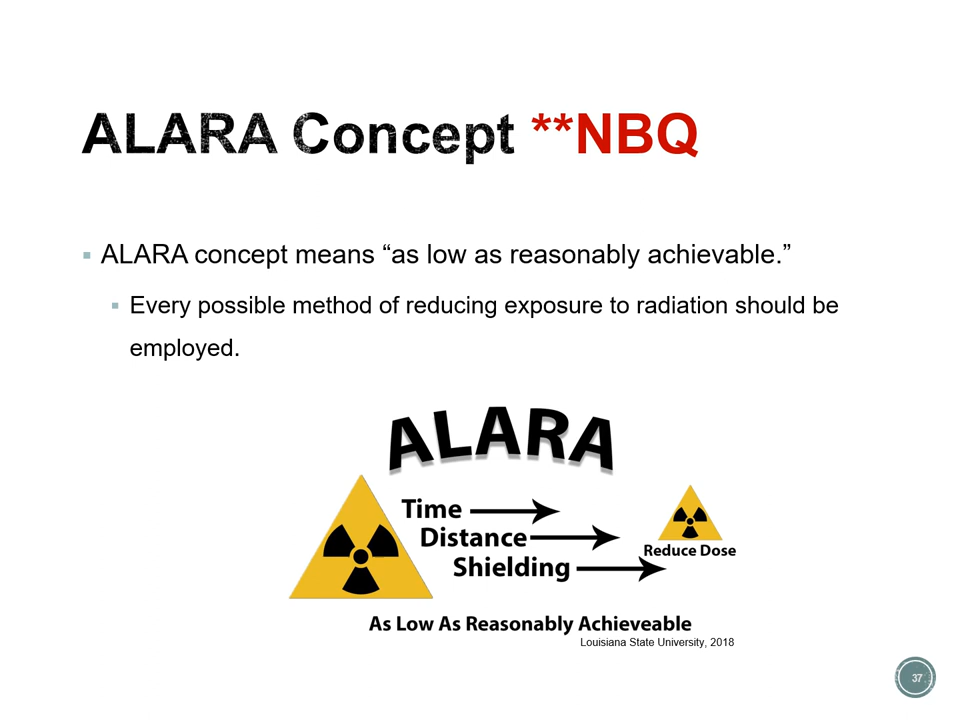 ALARA Concept **NBQ
ALARA concept means “as low as reasonably achievable.”
Every possible method of reducing exposure to radiation should be
employed.
ALARA
Time
Distance
Shielding
Reduce Dose
As Low As Reasonably Achieveable
Louisiana State University, 2018
37